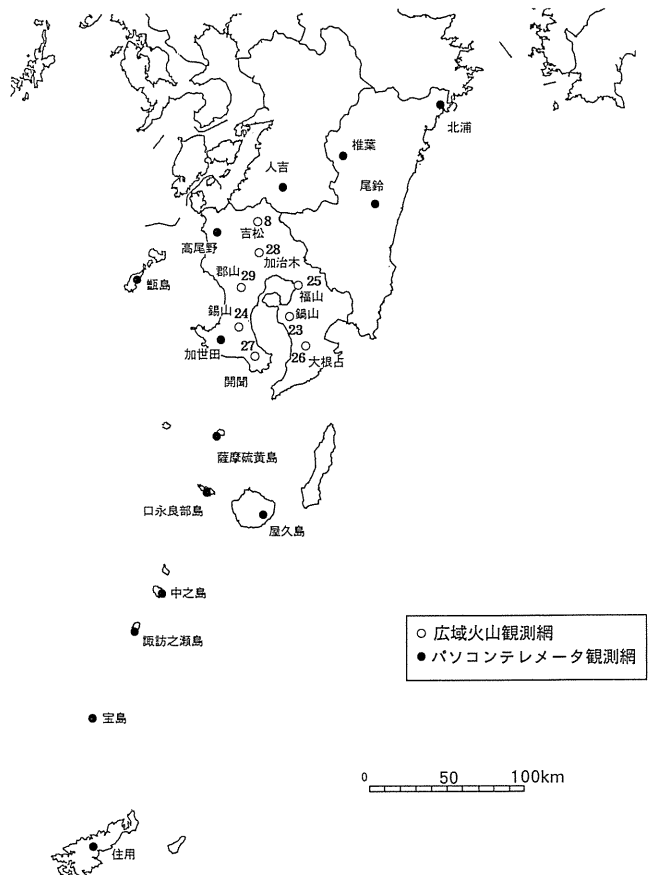 北浦
椎葉
人吉
尾鈴
8
吉松
高尾野
28
加治木
郡山 29
25
福山
甑島
錫山
24
鍋山
23
加世田
27
26
大根占
開聞
薩摩硫黄島
口永良部島
屋久島
中之島
諏訪之瀬島
○ 広域火山観測網
● パソコンテレメータ観測網
宝島
0 50 100km
住用